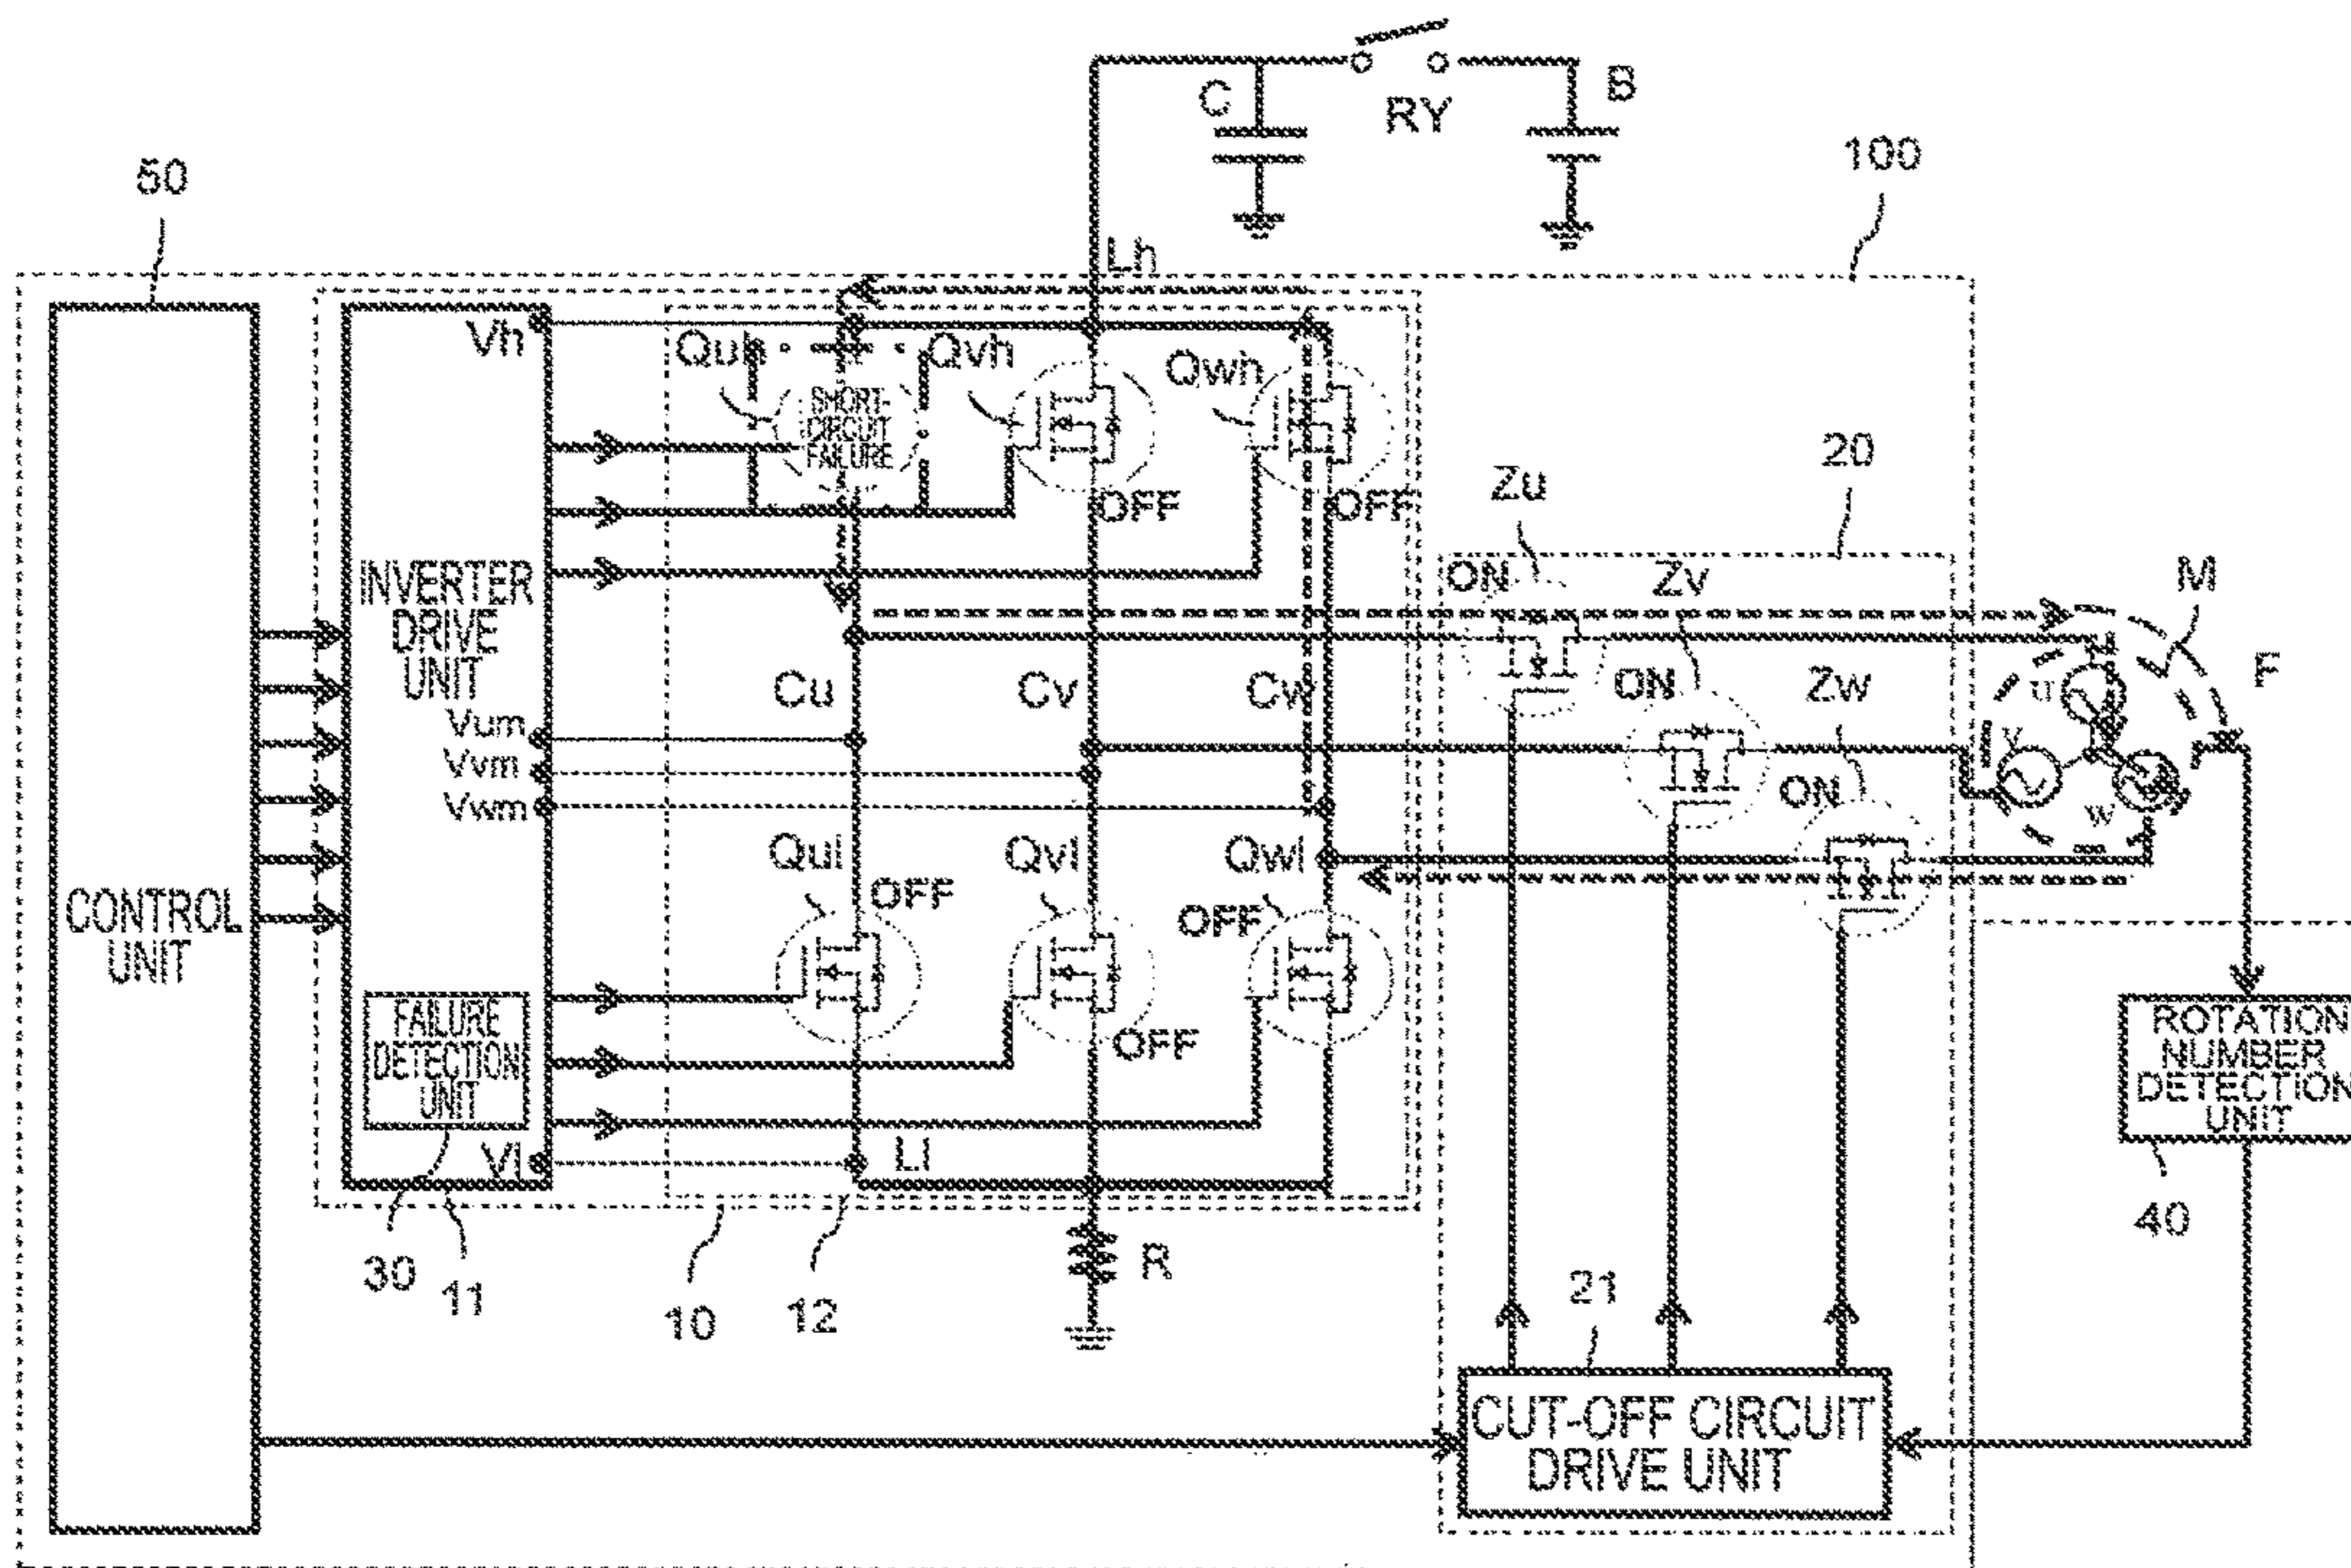 C
RY
B
50
100
Lh
Vh
Quh
Qvh
Qwh
SHORT-
CIRCUIT
FAILURE
OFF
OFF
20
Zu
ON
Zv
M
F
INVERTER
DRIVE
UNIT
Cu
Cv
Cw
ON
Zw
u
v
w
Vum
Vvm
Vwm
ON
Qul
Qvl
Qwl
OFF
OFF
OFF
CONTROL
UNIT
FAILURE
DETECTION
UNIT
Vl
Ll
ROTATION
NUMBER
DETECTION
UNIT
40
30
11
10
12
R
21
CUT-OFF CIRCUIT
DRIVE UNIT